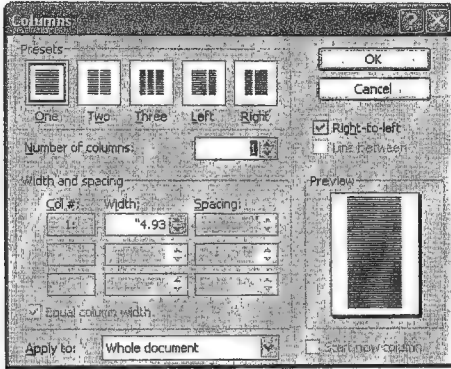 Columns
Presets
One Two Three Left Right
Number of columns: 1
Width and spacing
Col #: Width: Spacing:
1: "4.93
Equal column width
Apply to: Whole document
OK
Cancel
Right-to-left
Line between
Preview
Start new column